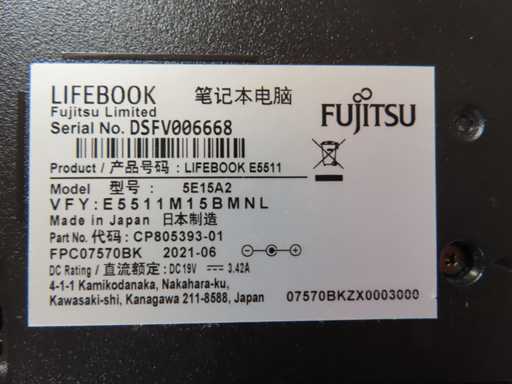 LIFEBOOK 笔记本电脑
Fujitsu Limited
FUJITSU
Serial No. DSFV006668
Product / 产品号码 : LIFEBOOK E5511
Model 型号 : 5E15A2
VFY: E5511M15BMNL
Made in Japan 日本制造
Part No. 代码 : CP805393-01
FPC07570BK 2021-06
DC Rating / 直流额定 : DC19V ⎓ 3.42A
4-1-1 Kamikodanaka, Nakahara-ku,
Kawasaki-shi, Kanagawa 211-8588, Japan
07570BKZX0003000